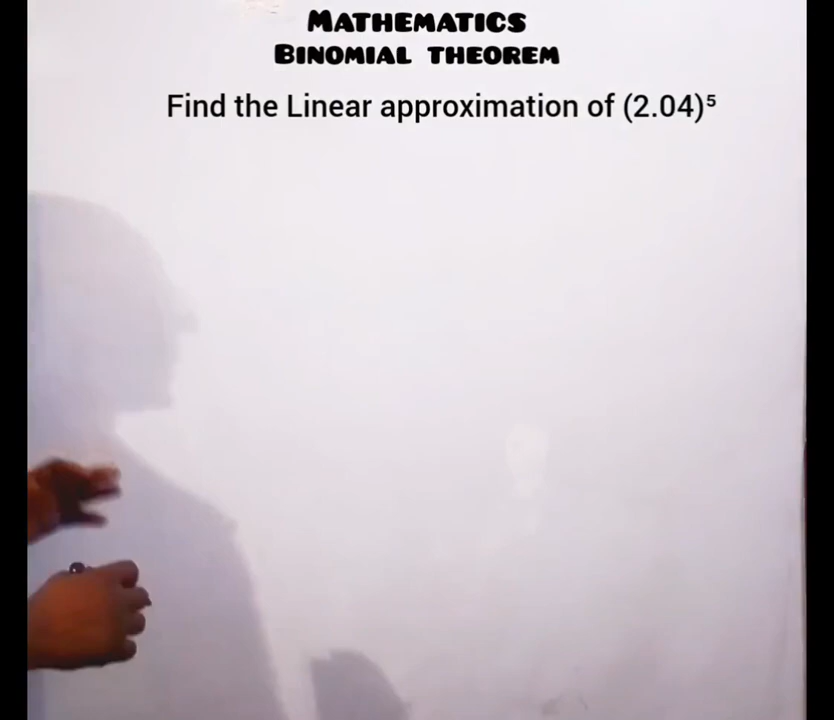 MATHEMATICS
BINOMIAL THEOREM
Find the Linear approximation of (2.04)⁵